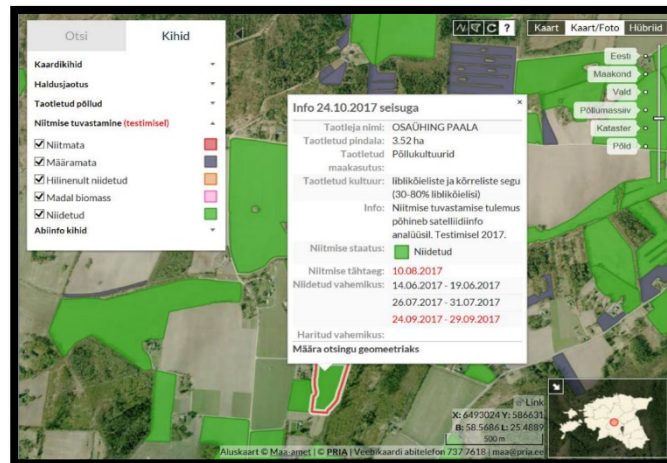 Otsi
Kihid
Kaardikihid
Haldusjaotus
Taotletud põllud
Niitmise tuvastamine (testimisel)
Niitmata
Määramata
Hilinenult niidetud
Madal biomass
Niidetud
Abiinfo kihid
?
Kaart
Kaart/Foto
Hübriid
Eesti
Maakond
Vald
Põllumassiiv
Kataster
Põld
Info 24.10.2017 seisuga
×
Taotleja nimi: OSAÜHING PAALA
Taotletud pindala: 3.52 ha
Taotletud Põllukultuurid
maakasutus:
Taotletud kultuur: liblikõieliste ja kõrreliste segu
(30-80% liblikõielisi)
Info: Niitmise tuvastamise tulemus
põhineb satelliidiinfo
analüüsil. Testimisel 2017.
Niitmise staatus: Niidetud
Niitmise tähtaeg: 10.08.2017
Niidetud vahemikus: 14.06.2017 - 19.06.2017
26.07.2017 - 31.07.2017
24.09.2017 - 29.09.2017
Haritud vahemikus:
Määra otsingu geomeetriaks
Link
X: 6493024 Y: 586631
B: 58.5686 L: 25.4889
500 m
Aluskaart © Maa-amet | © PRIA | Veebikaardi abitelefon 737 7618 | maa@pria.ee